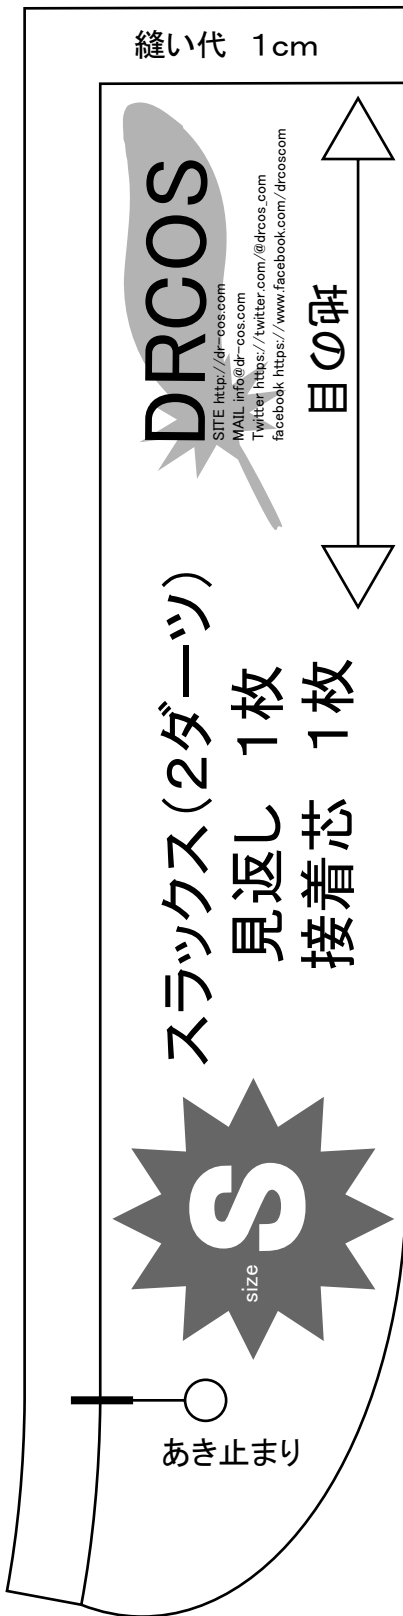 縫い代 1cm
DRCOS
SITE http://dr-cos.com
MAIL info@dr-cos.com
Twitter https://twitter.com/@drcos_com
facebook https://www.facebook.com/drcoscom
地の目
スラックス(2ダーツ)
見返し 1枚
接着芯 1枚
S
size
あき止まり